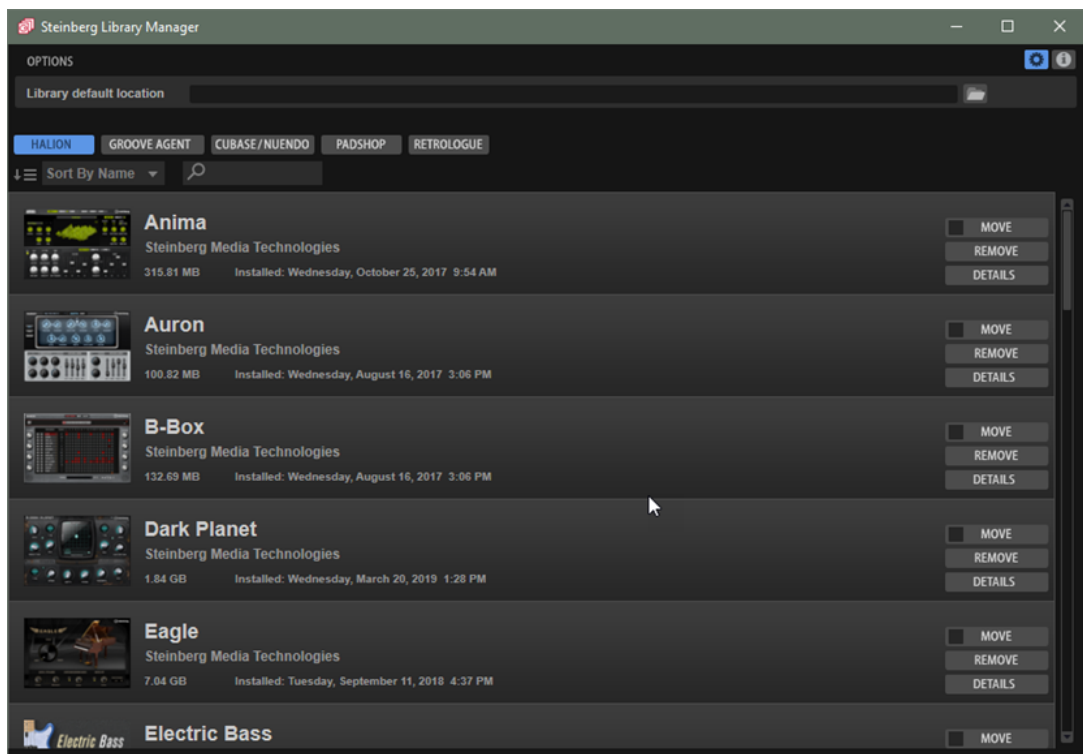 Steinberg Library Manager
OPTIONS
Library default location
HALION GROOVE AGENT CUBASE/NUENDO PADSHOP RETROLOGUE
Sort By Name
Anima
Steinberg Media Technologies
315.81 MB Installed: Wednesday, October 25, 2017 9:54 AM
MOVE
REMOVE
DETAILS
Auron
Steinberg Media Technologies
100.82 MB Installed: Wednesday, August 16, 2017 3:06 PM
MOVE
REMOVE
DETAILS
B-Box
Steinberg Media Technologies
132.69 MB Installed: Wednesday, August 16, 2017 3:06 PM
MOVE
REMOVE
DETAILS
Dark Planet
Steinberg Media Technologies
1.84 GB Installed: Wednesday, March 20, 2019 1:28 PM
MOVE
REMOVE
DETAILS
EAGLE
Eagle
Steinberg Media Technologies
7.04 GB Installed: Tuesday, September 11, 2018 4:37 PM
MOVE
REMOVE
DETAILS
Electric Bass
Electric Bass
MOVE